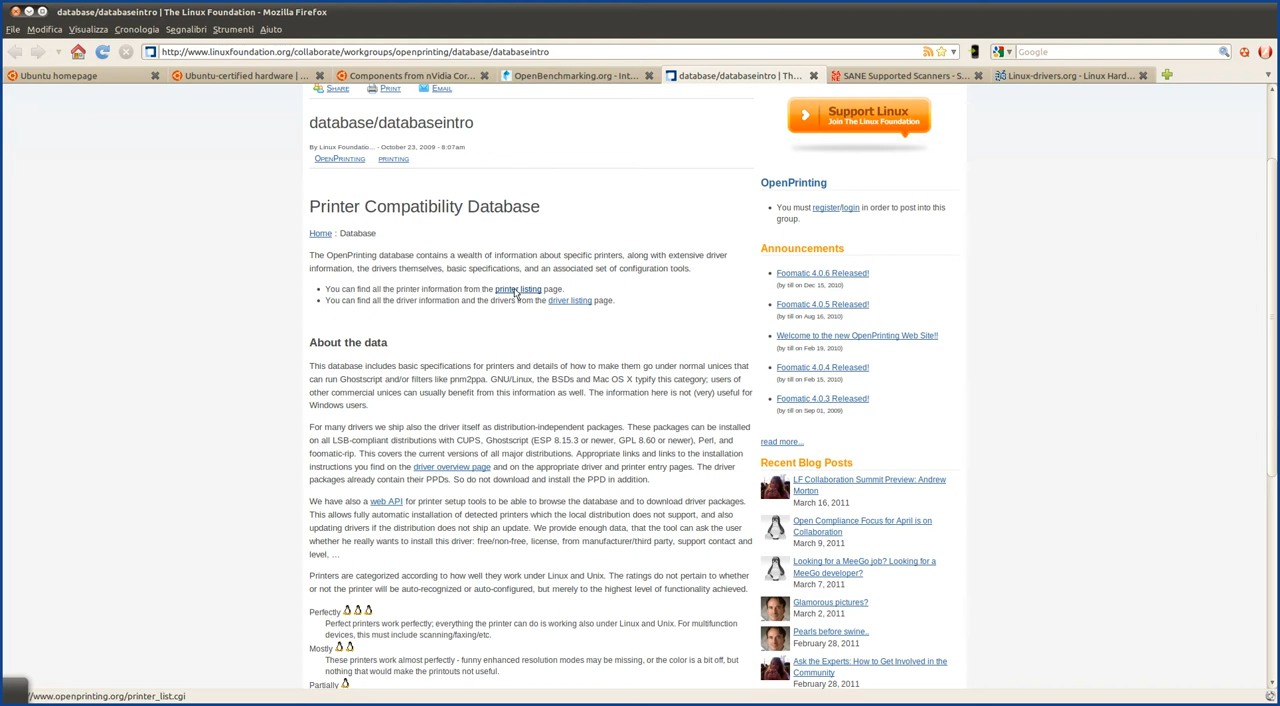 database/databaseintro | The Linux Foundation - Mozilla Firefox
File Modifica Visualizza Cronologia Segnalibri Strumenti Aiuto
http://www.linuxfoundation.org/collaborate/workgroups/openprinting/database/databaseintro
Google
Ubuntu homepage
Ubuntu-certified hardware | ...
Components from nVidia Cor...
OpenBenchmarking.org - Int...
database/databaseintro | Th...
SANE Supported Scanners - S...
Linux-drivers.org - Linux Hard...
Share Print Email
database/databaseintro
By Linux Foundatio... - October 23, 2009 - 8:07am
OpenPrinting printing
Printer Compatibility Database
Home : Database
The OpenPrinting database contains a wealth of information about specific printers, along with extensive driver
information, the drivers themselves, basic specifications, and an associated set of configuration tools.
• You can find all the printer information from the printer listing page.
• You can find all the driver information and the drivers from the driver listing page.
About the data
This database includes basic specifications for printers and details of how to make them go under normal unices that
can run Ghostscript and/or filters like pnm2ppa. GNU/Linux, the BSDs and Mac OS X typify this category; users of
other commercial unices can usually benefit from this information as well. The information here is not (very) useful for
Windows users.
For many drivers we ship also the driver itself as distribution-independent packages. These packages can be installed
on all LSB-compliant distributions with CUPS, Ghostscript (ESP 8.15.3 or newer, GPL 8.60 or newer), Perl, and
foomatic-rip. This covers the current versions of all major distributions. Appropriate links and links to the installation
instructions you find on the driver overview page and on the appropriate driver and printer entry pages. The driver
packages already contain their PPDs. So do not download and install the PPD in addition.
We have also a web API for printer setup tools to be able to browse the database and to download driver packages.
This allows fully automatic installation of detected printers which the local distribution does not support, and also
updating drivers if the distribution does not ship an update. We provide enough data, that the tool can ask the user
whether he really wants to install this driver: free/non-free, license, from manufacturer/third party, support contact and
level, …
Printers are categorized according to how well they work under Linux and Unix. The ratings do not pertain to whether
or not the printer will be auto-recognized or auto-configured, but merely to the highest level of functionality achieved.
Perfectly
Perfect printers work perfectly; everything the printer can do is working also under Linux and Unix. For multifunction
devices, this must include scanning/faxing/etc.
Mostly
These printers work almost perfectly - funny enhanced resolution modes may be missing, or the color is a bit off, but
nothing that would make the printouts not useful.
Partially
Support Linux
Join The Linux Foundation
OpenPrinting
• You must register/login in order to post into this
group.
Announcements
• Foomatic 4.0.6 Released!
(by till on Dec 15, 2010)
• Foomatic 4.0.5 Released!
(by till on Aug 16, 2010)
• Welcome to the new OpenPrinting Web Site!!
(by till on Feb 19, 2010)
• Foomatic 4.0.4 Released!
(by till on Feb 15, 2010)
• Foomatic 4.0.3 Released!
(by till on Sep 01, 2009)
read more...
Recent Blog Posts
LF Collaboration Summit Preview: Andrew
Morton
March 16, 2011
Open Compliance Focus for April is on
Collaboration
March 9, 2011
Looking for a MeeGo job? Looking for a
MeeGo developer?
March 7, 2011
Glamorous pictures?
March 2, 2011
Pearls before swine..
February 28, 2011
Ask the Experts: How to Get Involved in the
Community
February 28, 2011
/www.openprinting.org/printer_list.cgi